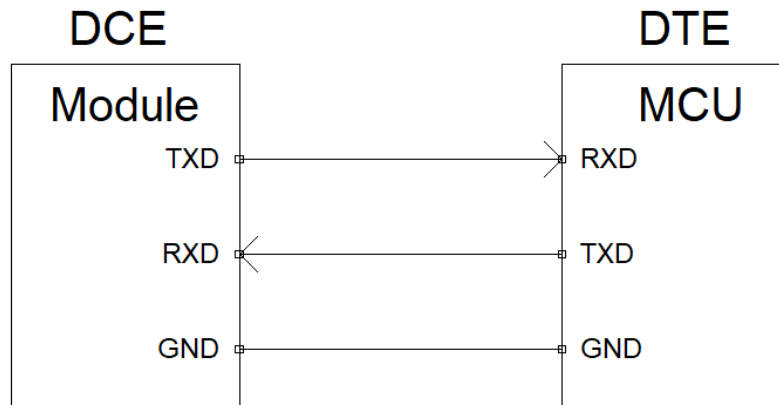 DCE DTE
Module MCU
TXD RXD
RXD TXD
GND GND